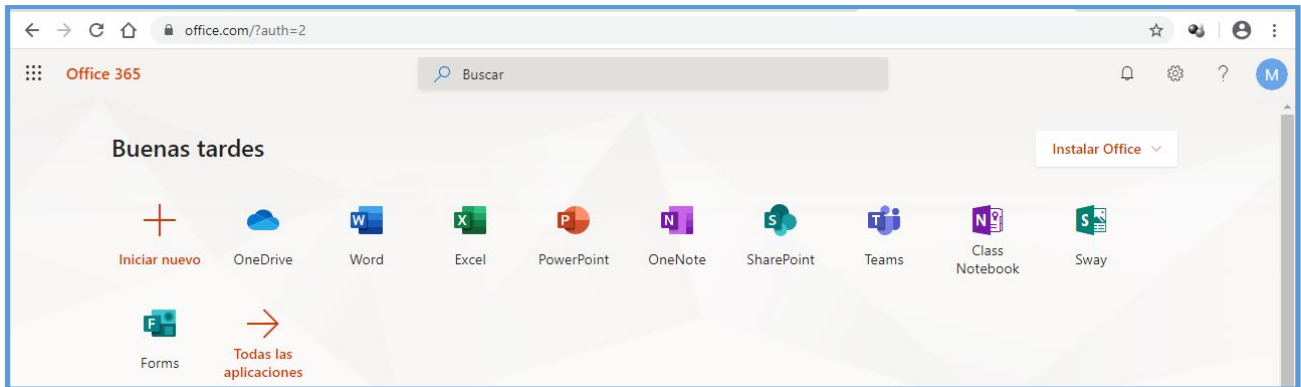 office.com/?auth=2
Office 365
Buscar
M
Buenas tardes
Instalar Office
W
X
P
N
S
T
N
S
Iniciar nuevo
OneDrive
Word
Excel
PowerPoint
OneNote
SharePoint
Teams
Class
Notebook
Sway
F
Forms
Todas las
aplicaciones